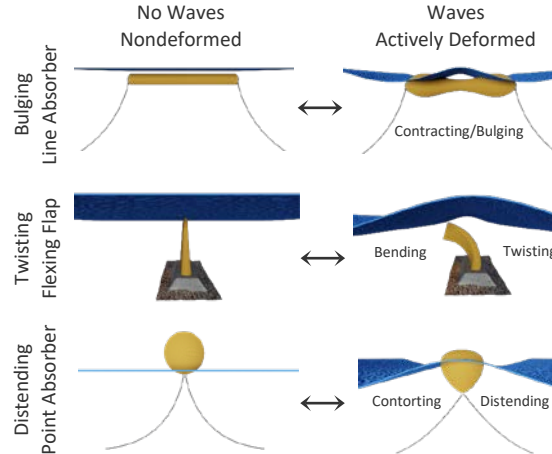 No Waves
Nondeformed
Waves
Actively Deformed
Bulging
Line Absorber
Contracting/Bulging
Twisting
Flexing Flap
Bending
Twisting
Distending
Point Absorber
Contorting
Distending